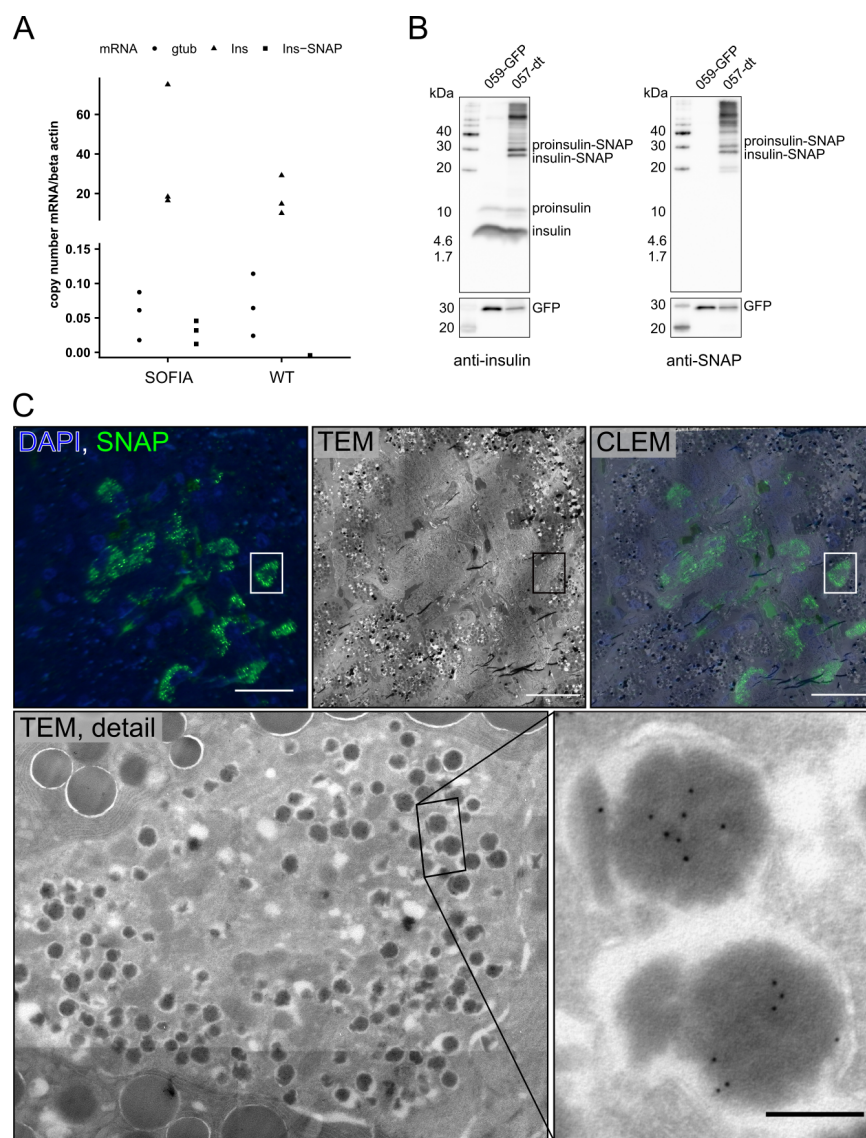 A
mRNA ● gtub ▲ Ins ■ Ins−SNAP
copy number mRNA/beta actin
60
40
20
0.15
0.10
0.05
0.00
SOFIA WT
B
059-GFP 057-dt
kDa
40
30
20
10
4.6
1.7
proinsulin-SNAP
insulin-SNAP
proinsulin
insulin
30
20
GFP
anti-insulin
059-GFP 057-dt
kDa
40
30
20
10
4.6
1.7
proinsulin-SNAP
insulin-SNAP
30
20
GFP
anti-SNAP
C
DAPI, SNAP
TEM
CLEM
TEM, detail